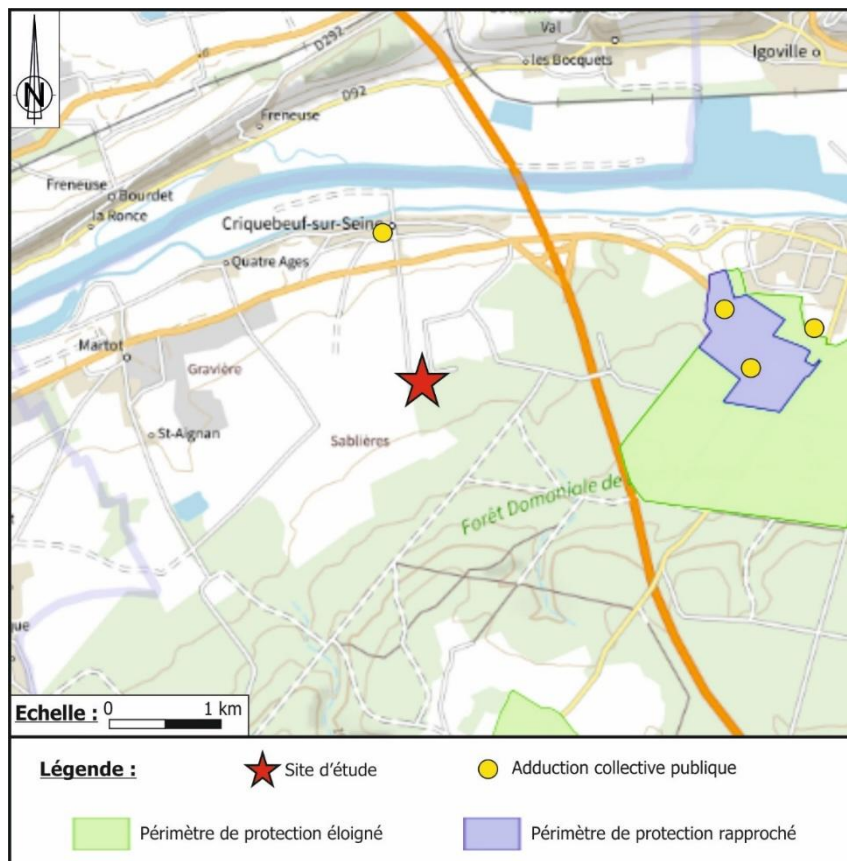 Val
D292
les Bocquets
Igoville
N
D92
Freneuse
Freneuse
Bourdet
la Ronce
Criquebeuf-sur-Seine
Quatre Ages
Martot
Gravière
St-Aignan
Sablières
Forêt Domaniale de
que
Echelle : 0 1 km
Légende :
Site d'étude
Adduction collective publique
Périmètre de protection éloigné
Périmètre de protection rapproché